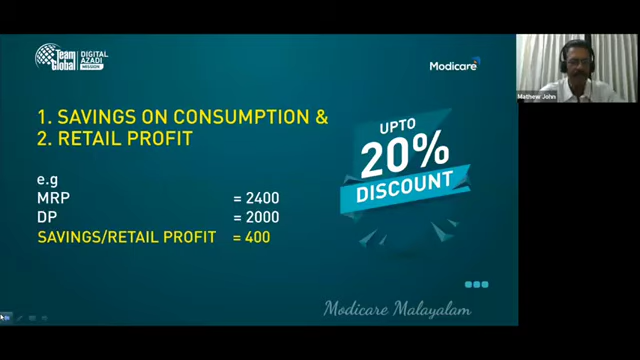 Team Global
DIGITAL
AZADI
Modicare
1. SAVINGS ON CONSUMPTION &
2. RETAIL PROFIT
e.g
MRP = 2400
DP = 2000
SAVINGS/RETAIL PROFIT = 400
UPTO
20%
DISCOUNT
Modicare Malayalam
Mathew John